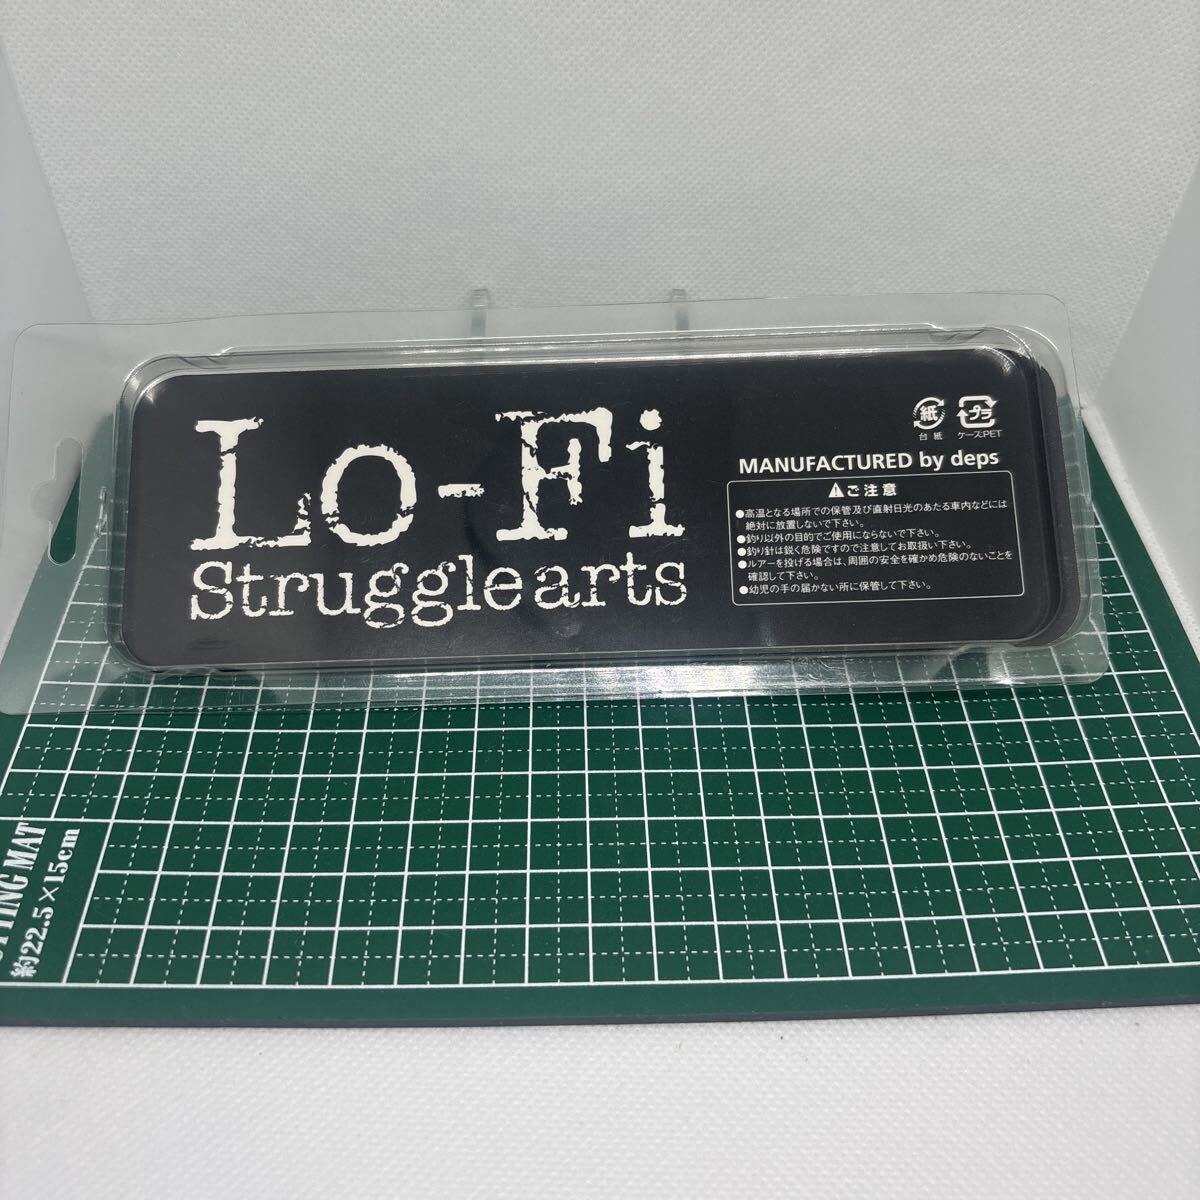 Lo-Fi
Struggle arts
紙
台紙
プラ
ケース:PET
MANUFACTURED by deps
ご注意
●高温となる場所での保管及び直射日光のあたる車内などには
絶対に放置しないで下さい。
●釣り以外の目的でご使用にならないで下さい。
●釣り針は鋭く危険ですので注意してお取扱い下さい。
●ルアーを投げる場合は、周囲の安全を確かめ危険のないことを
確認して下さい。
●幼児の手の届かない所に保管して下さい。
MAT
約22.5×15cm